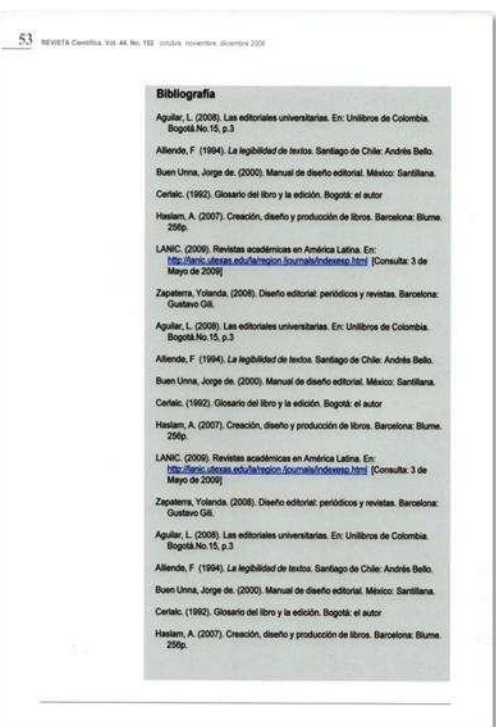 53 REVISTA Científica. Vol. 44. No. 152 octubre, noviembre, diciembre 2008
Bibliografía
Aguilar, L. (2008). Las editoriales universitarias. En: Unilibros de Colombia.
Bogotá.No.15, p.3
Alliende, F (1994). La legibilidad de textos. Santiago de Chile: Andrés Bello.
Buen Unna, Jorge de. (2000). Manual de diseño editorial. México: Santillana.
Cerlalc. (1992). Glosario del libro y la edición. Bogotá: el autor
Haslam, A. (2007). Creación, diseño y producción de libros. Barcelona: Blume.
256p.
LANIC. (2009). Revistas académicas en América Latina. En:
http://lanic.utexas.edu/la/region/journals/indexesp.html [Consulta: 3 de
Mayo de 2009]
Zapaterra, Yolanda. (2008). Diseño editorial: periódicos y revistas. Barcelona:
Gustavo Gili.
Aguilar, L. (2008). Las editoriales universitarias. En: Unilibros de Colombia.
Bogotá.No.15, p.3
Alliende, F (1994). La legibilidad de textos. Santiago de Chile: Andrés Bello.
Buen Unna, Jorge de. (2000). Manual de diseño editorial. México: Santillana.
Cerlalc. (1992). Glosario del libro y la edición. Bogotá: el autor
Haslam, A. (2007). Creación, diseño y producción de libros. Barcelona: Blume.
256p.
LANIC. (2009). Revistas académicas en América Latina. En:
http://lanic.utexas.edu/la/region/journals/indexesp.html [Consulta: 3 de
Mayo de 2009]
Zapaterra, Yolanda. (2008). Diseño editorial: periódicos y revistas. Barcelona:
Gustavo Gili.
Aguilar, L. (2008). Las editoriales universitarias. En: Unilibros de Colombia.
Bogotá.No.15, p.3
Alliende, F (1994). La legibilidad de textos. Santiago de Chile: Andrés Bello.
Buen Unna, Jorge de. (2000). Manual de diseño editorial. México: Santillana.
Cerlalc. (1992). Glosario del libro y la edición. Bogotá: el autor
Haslam, A. (2007). Creación, diseño y producción de libros. Barcelona: Blume.
256p.